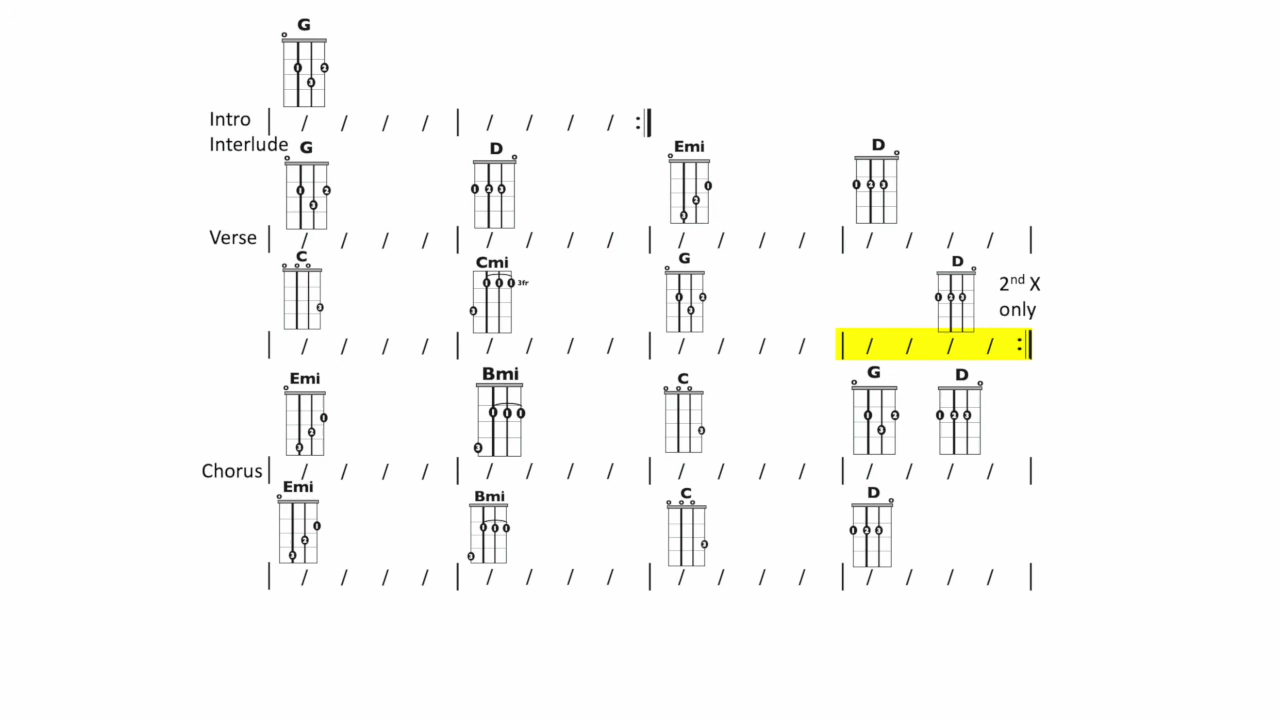 G
Intro | / / / / | / / / / :|
Interlude
G D Emi D
Verse | / / / / | / / / / | / / / / | / / / / |
C Cmi 3fr G D 2nd X
only
| / / / / | / / / / | / / / / | / / / / :|
Emi Bmi C G D
Chorus | / / / / | / / / / | / / / / | / / / / |
Emi Bmi C D
| / / / / | / / / / | / / / / | / / / / |